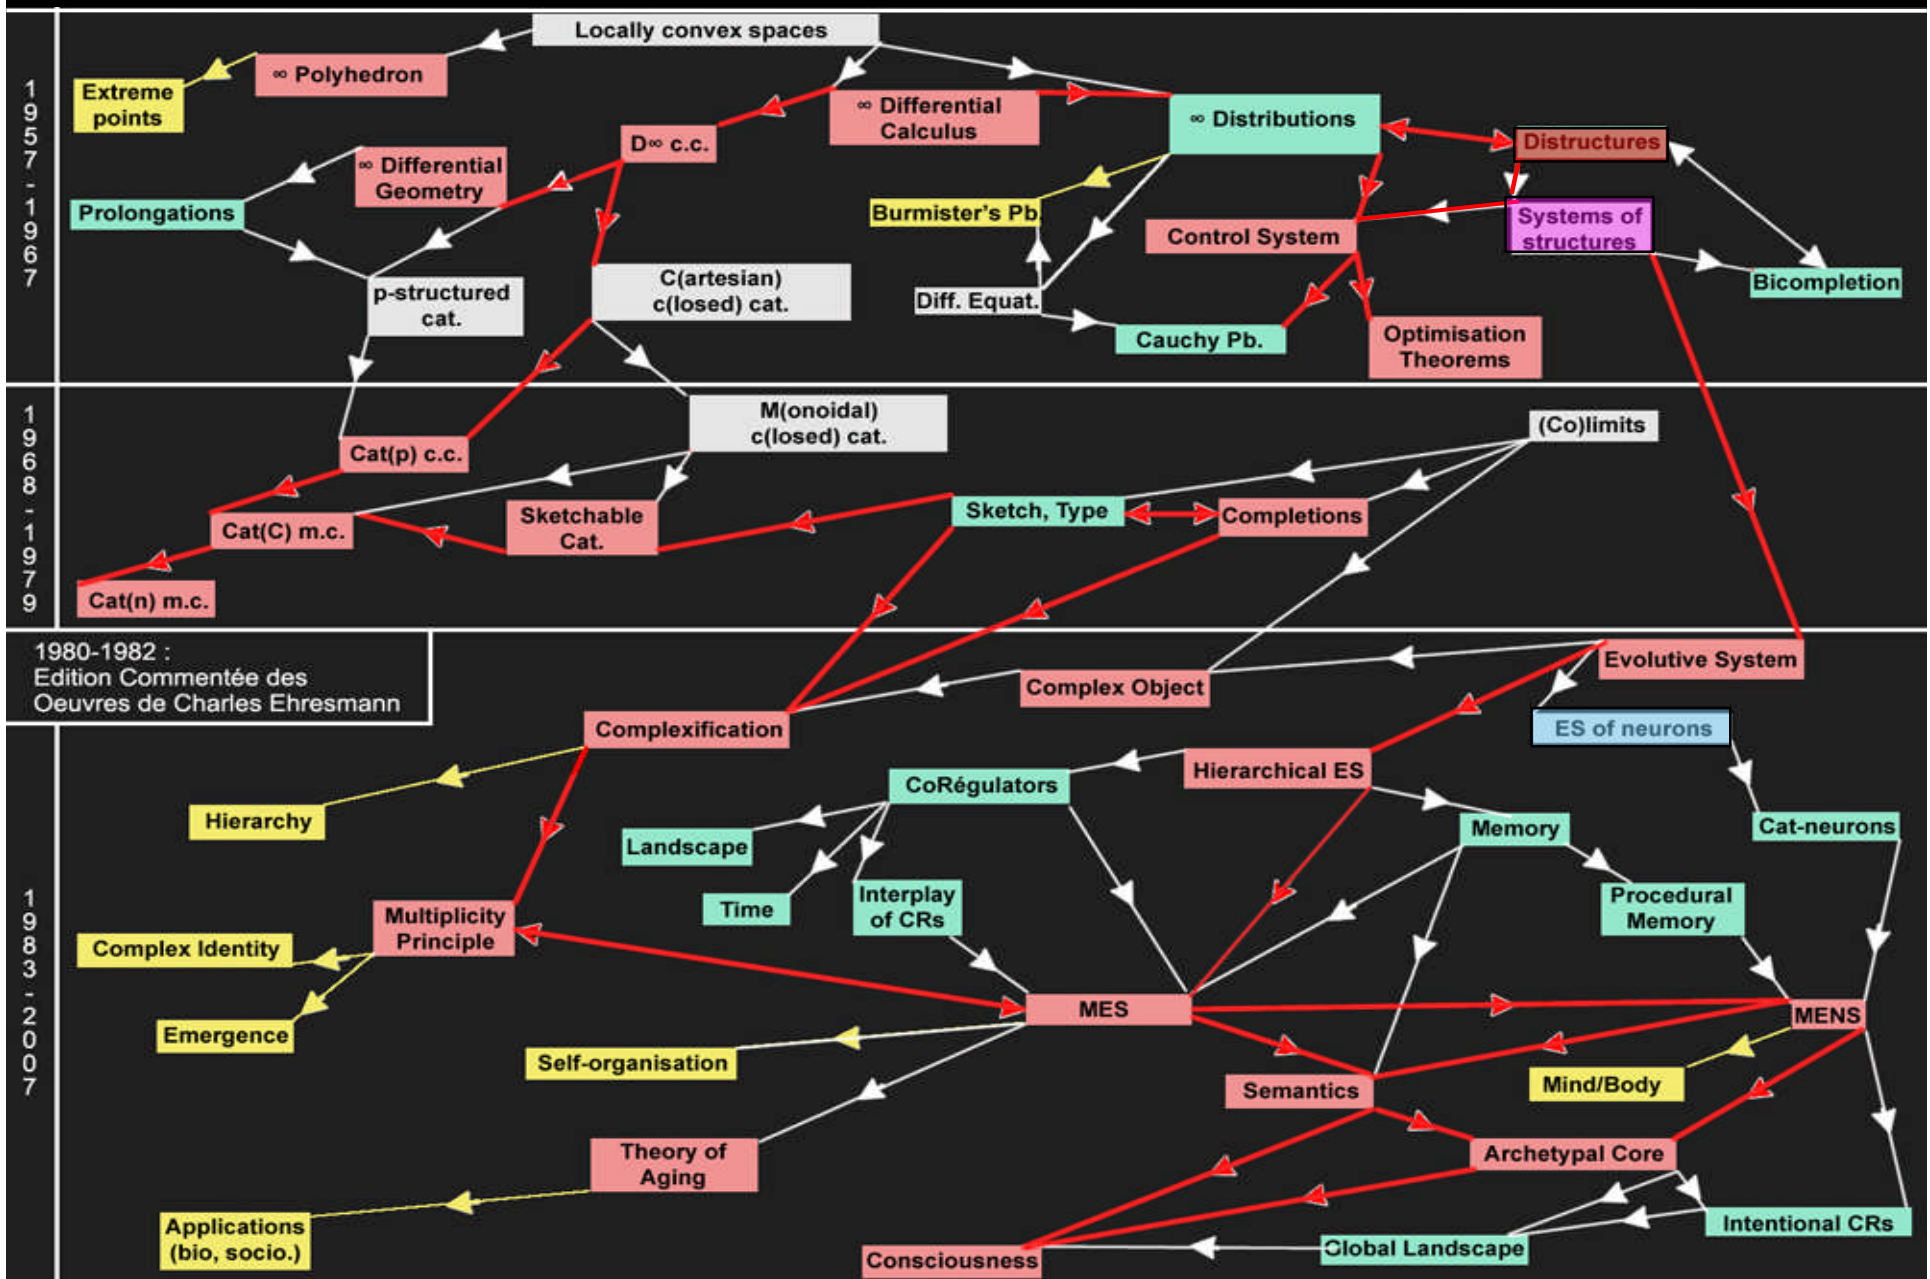 Locally convex spaces
∞ Polyhedron
Extreme
points
∞ Differential
Calculus
∞ Distributions
D∞ c.c.
Distructures
∞ Differential
Geometry
Prolongations
Burmister's Pb.
Control System
Systems of
structures
p-structured
cat.
C(artesian)
c(losed) cat.
Diff. Equat.
Bicompletion
Cauchy Pb.
Optimisation
Theorems
1957-1967
M(onoidal)
c(losed) cat.
(Co)limits
Cat(p) c.c.
Sketchable
Cat.
Sketch, Type
Completions
Cat(C) m.c.
Cat(n) m.c.
1968-1979
1980-1982 :
Edition Commentée des
Oeuvres de Charles Ehresmann
Evolutive System
Complex Object
Complexification
ES of neurons
Hierarchical ES
CoRégulators
Hierarchy
Landscape
Memory
Cat-neurons
Time
Interplay
of CRs
Procedural
Memory
Multiplicity
Principle
Complex Identity
Emergence
MES
MENS
Self-organisation
Semantics
Mind/Body
Theory of
Aging
Archetypal Core
Applications
(bio, socio.)
Intentional CRs
Global Landscape
Consciousness
1983-2007